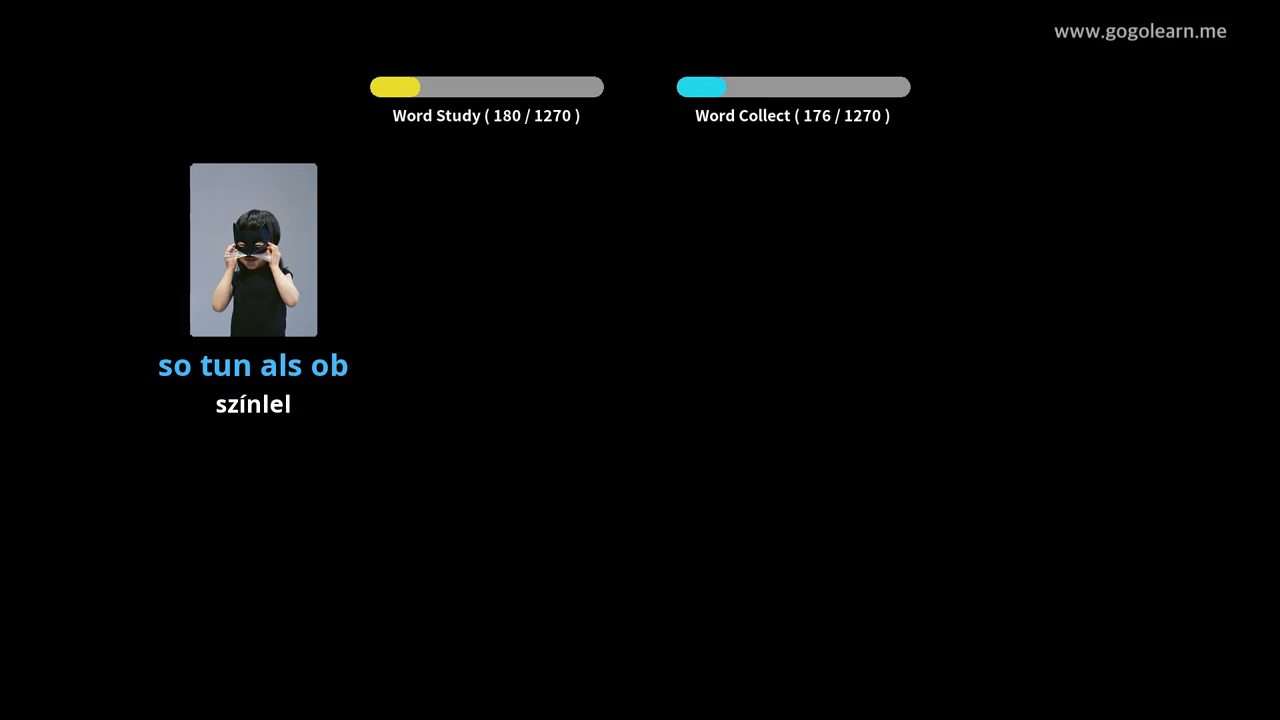 www.gogolearn.me
Word Study ( 180 / 1270 )
Word Collect ( 176 / 1270 )
so tun als ob
színlel